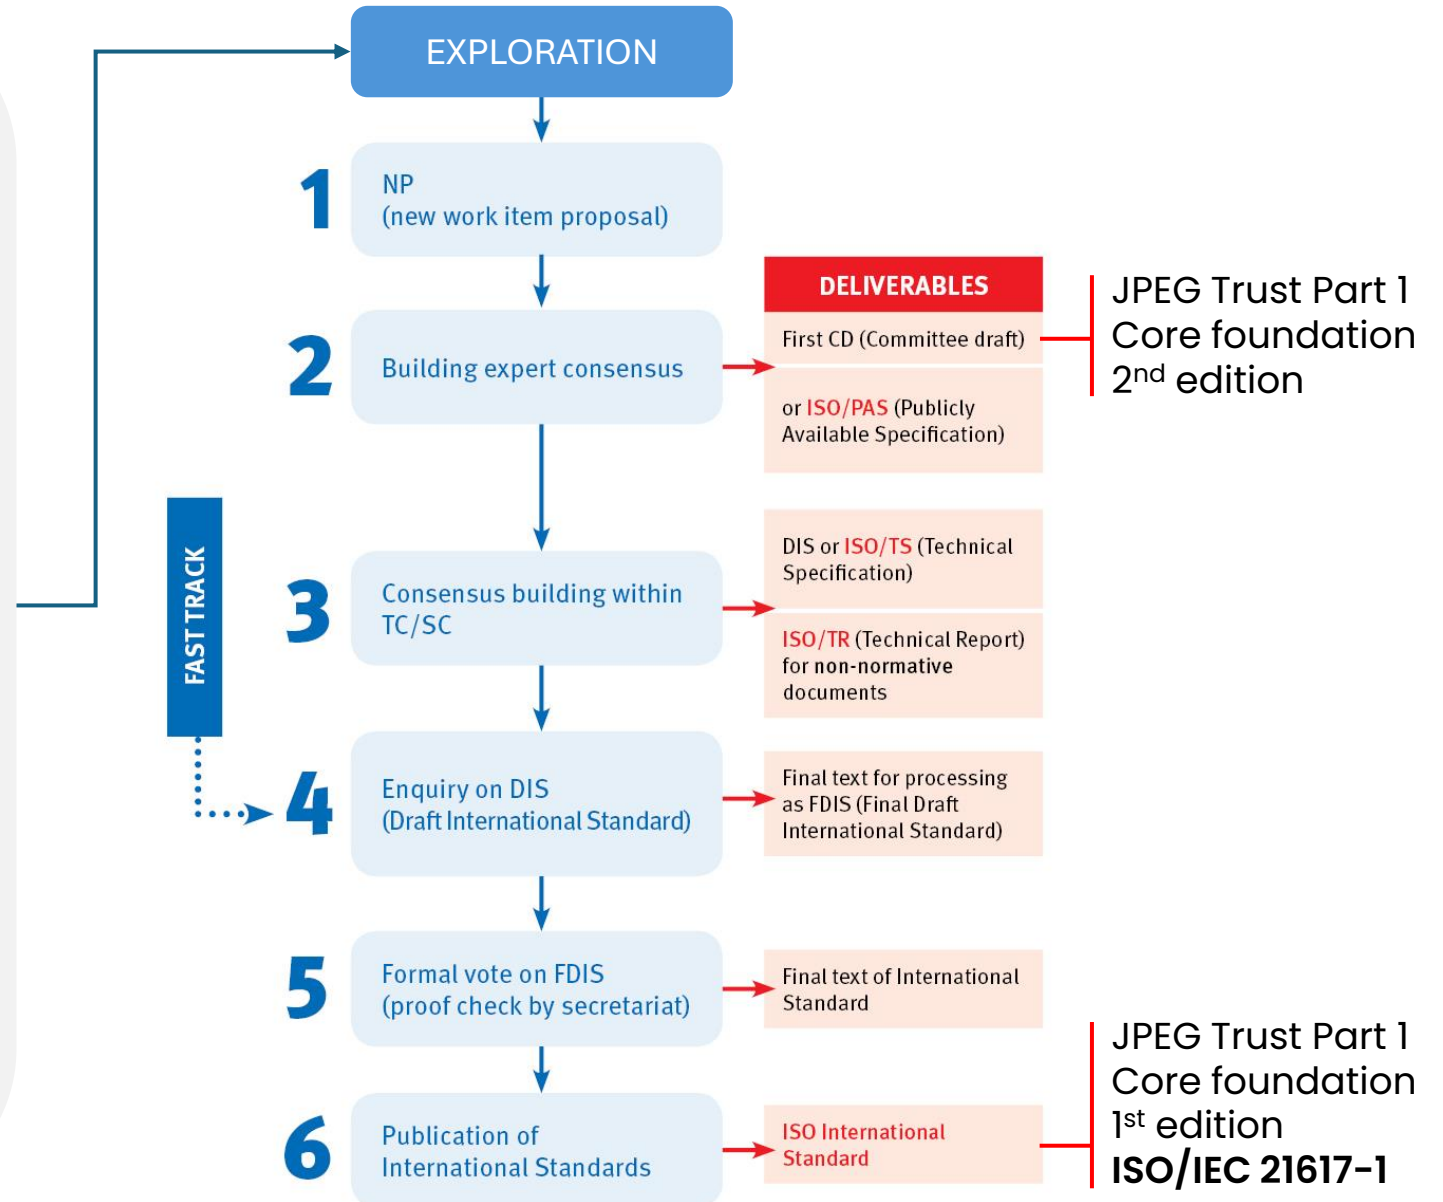 EXPLORATION
1
NP
(new work item proposal)
2
Building expert consensus
DELIVERABLES
First CD (Committee draft)
or ISO/PAS (Publicly
Available Specification)
JPEG Trust Part 1
Core foundation
2nd edition
FAST TRACK
3
Consensus building within
TC/SC
DIS or ISO/TS (Technical
Specification)
ISO/TR (Technical Report)
for non-normative
documents
4
Enquiry on DIS
(Draft International Standard)
Final text for processing
as FDIS (Final Draft
International Standard)
5
Formal vote on FDIS
(proof check by secretariat)
Final text of International
Standard
6
Publication of
International Standards
ISO International
Standard
JPEG Trust Part 1
Core foundation
1st edition
ISO/IEC 21617-1